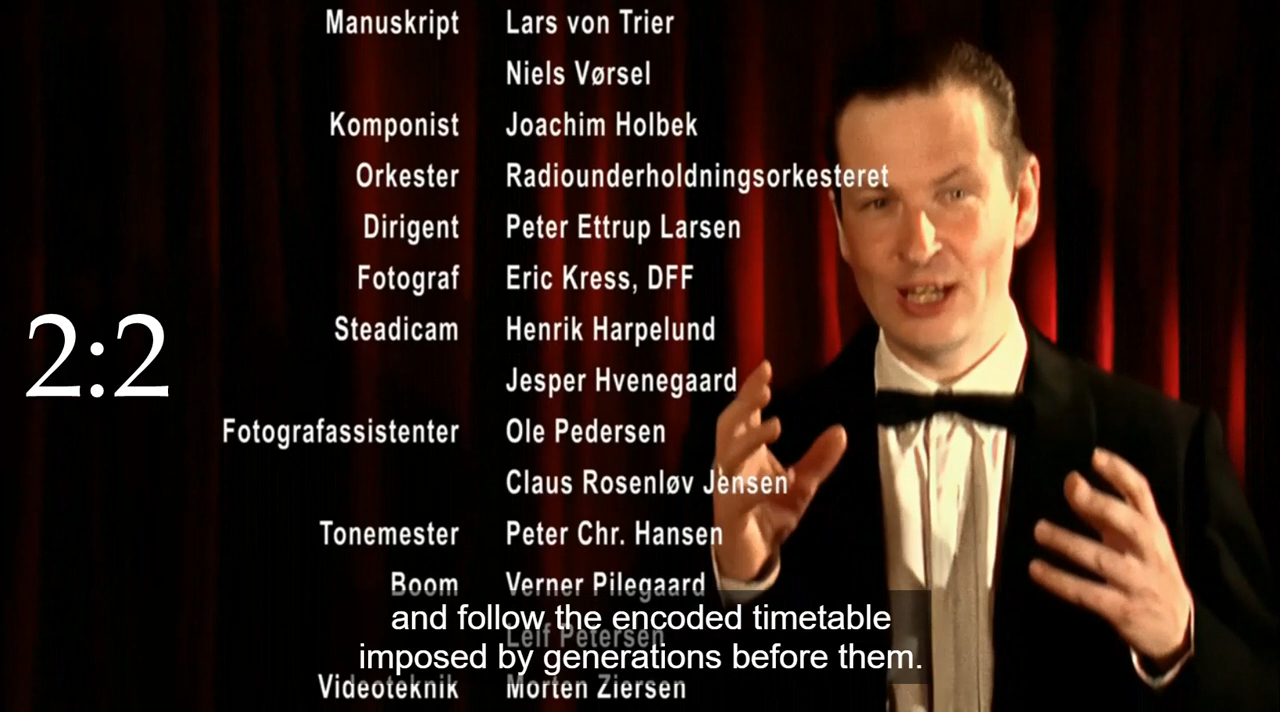 Manuskript Lars von Trier
Niels Vørsel
Komponist Joachim Holbek
Orkester Radiounderholdningsorkesteret
Dirigent Peter Ettrup Larsen
Fotograf Eric Kress, DFF
Steadicam Henrik Harpelund
2:2
Jesper Hvenegaard
Fotografassistenter Ole Pedersen
Claus Rosenløv Jensen
Tonemester Peter Chr. Hansen
Boom Verner Pilegaard
and follow the encoded timetable
Leif Petersen
imposed by generations before them.
Videoteknik Morten Ziersen